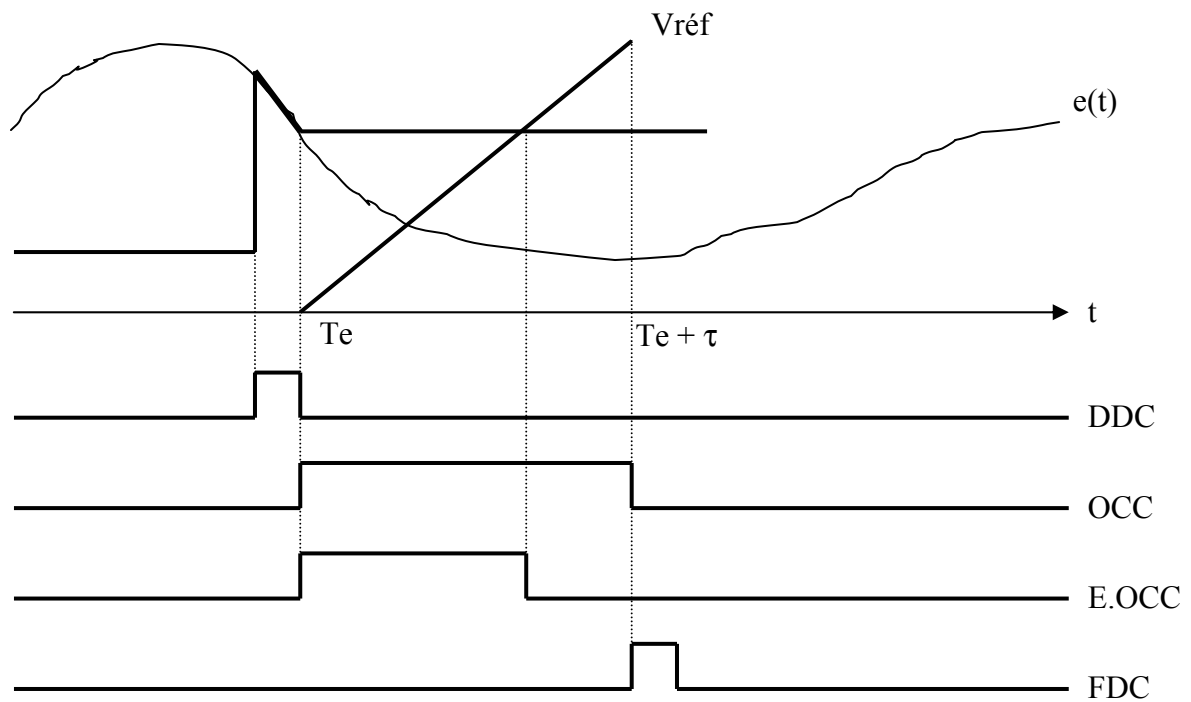 Vréf
e(t)
t
Te
Te + τ
DDC
OCC
E.OCC
FDC